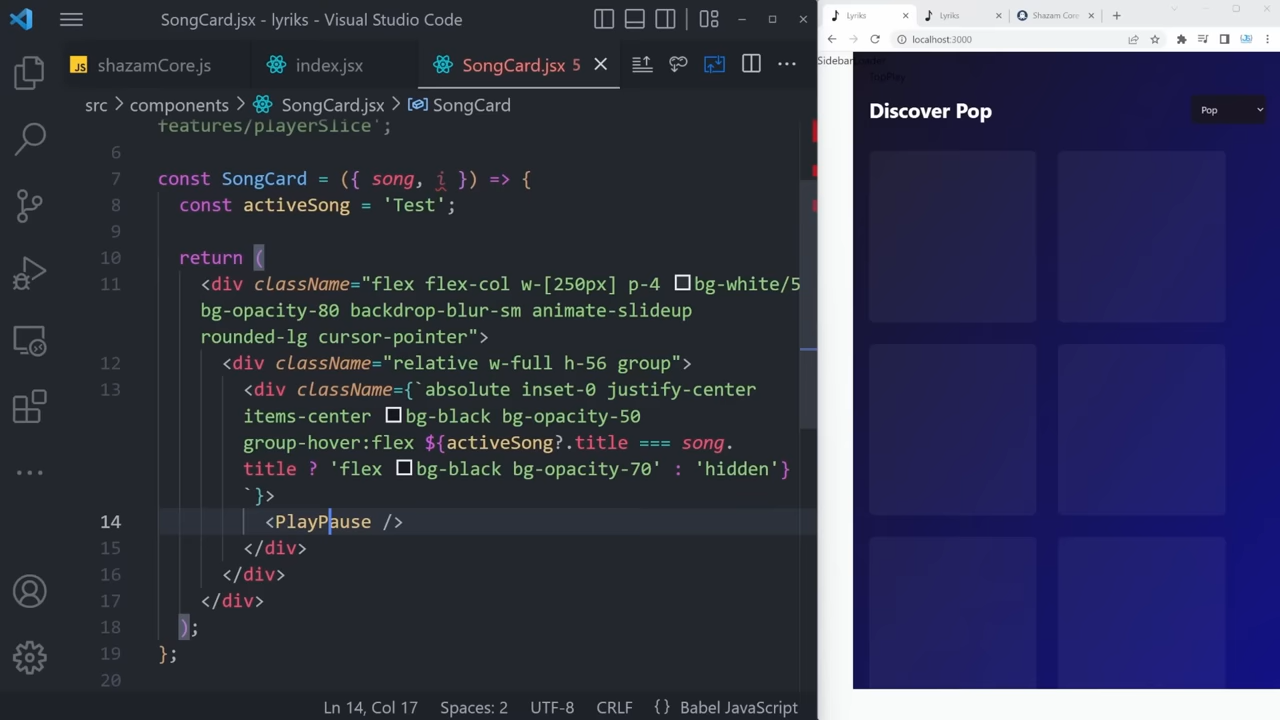 SongCard.jsx - lyriks - Visual Studio Code
shazamCore.js
index.jsx
SongCard.jsx 5
src > components > SongCard.jsx > SongCard
features/playerSlice';
6
7 const SongCard = ({ song, i }) => {
8 const activeSong = 'Test';
9
10 return (
11 <div className="flex flex-col w-[250px] p-4 bg-white/5
bg-opacity-80 backdrop-blur-sm animate-slideup
rounded-lg cursor-pointer">
12 <div className="relative w-full h-56 group">
13 <div className={`absolute inset-0 justify-center
items-center bg-black bg-opacity-50
group-hover:flex ${activeSong?.title === song.
title ? 'flex bg-black bg-opacity-70' : 'hidden'}
`}>
14 <PlayPause />
15 </div>
16 </div>
17 </div>
18 );
19 };
20
Ln 14, Col 17 Spaces: 2 UTF-8 CRLF {} Babel JavaScript
Lyriks
Lyriks
Shazam Core
localhost:3000
TopPlay
Discover Pop
Pop